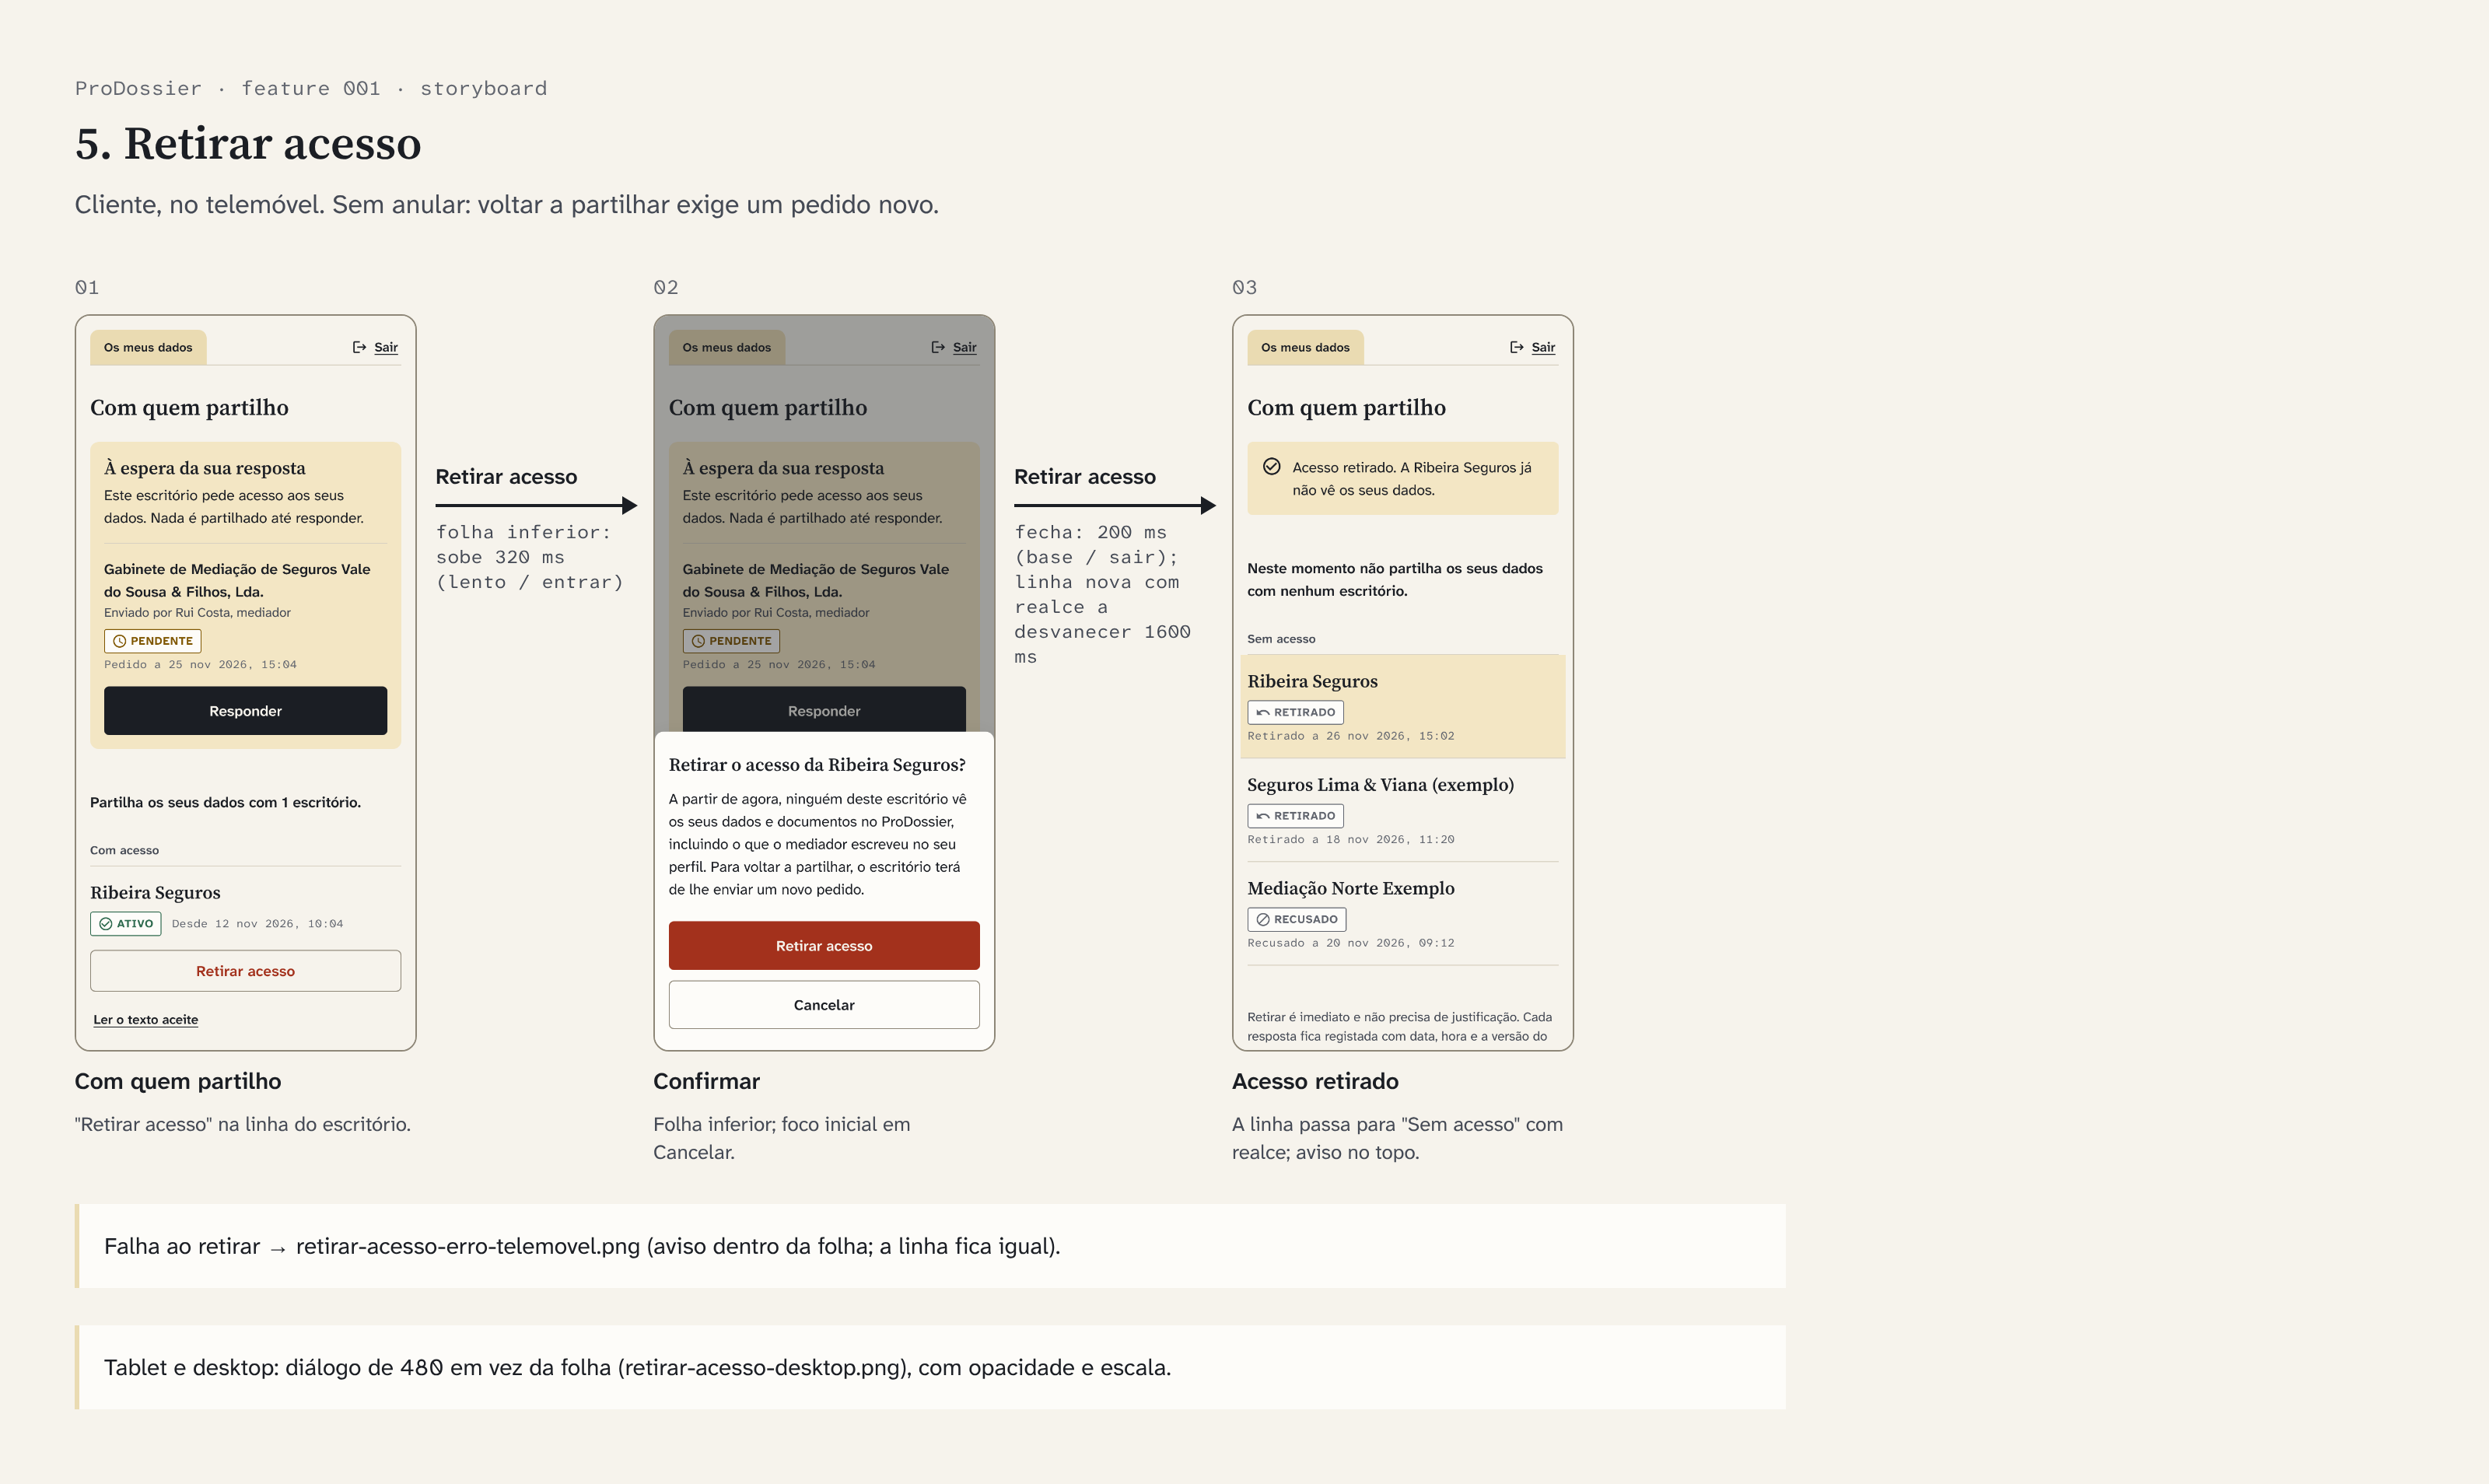 ProDossier · feature 001 · storyboard
5. Retirar acesso
Cliente, no telemóvel. Sem anular: voltar a partilhar exige um pedido novo.
01
Os meus dados
Sair
Com quem partilho
À espera da sua resposta
Este escritório pede acesso aos seus
dados. Nada é partilhado até responder.
Gabinete de Mediação de Seguros Vale
do Sousa & Filhos, Lda.
Enviado por Rui Costa, mediador
PENDENTE
Pedido a 25 nov 2026, 15:04
Responder
Partilha os seus dados com 1 escritório.
Com acesso
Ribeira Seguros
ATIVO Desde 12 nov 2026, 10:04
Retirar acesso
Ler o texto aceite
Com quem partilho
"Retirar acesso" na linha do escritório.
Retirar acesso
folha inferior:
sobe 320 ms
(lento / entrar)
02
Os meus dados
Sair
Com quem partilho
À espera da sua resposta
Este escritório pede acesso aos seus
dados. Nada é partilhado até responder.
Gabinete de Mediação de Seguros Vale
do Sousa & Filhos, Lda.
Enviado por Rui Costa, mediador
PENDENTE
Pedido a 25 nov 2026, 15:04
Responder
Retirar o acesso da Ribeira Seguros?
A partir de agora, ninguém deste escritório vê
os seus dados e documentos no ProDossier,
incluindo o que o mediador escreveu no seu
perfil. Para voltar a partilhar, o escritório terá
de lhe enviar um novo pedido.
Retirar acesso
Cancelar
Confirmar
Folha inferior; foco inicial em
Cancelar.
Retirar acesso
fecha: 200 ms
(base / sair);
linha nova com
realce a
desvanecer 1600
ms
03
Os meus dados
Sair
Com quem partilho
Acesso retirado. A Ribeira Seguros já
não vê os seus dados.
Neste momento não partilha os seus dados
com nenhum escritório.
Sem acesso
Ribeira Seguros
RETIRADO
Retirado a 26 nov 2026, 15:02
Seguros Lima & Viana (exemplo)
RETIRADO
Retirado a 18 nov 2026, 11:20
Mediação Norte Exemplo
RECUSADO
Recusado a 20 nov 2026, 09:12
Retirar é imediato e não precisa de justificação. Cada
resposta fica registada com data, hora e a versão do
Acesso retirado
A linha passa para "Sem acesso" com
realce; aviso no topo.
Falha ao retirar → retirar-acesso-erro-telemovel.png (aviso dentro da folha; a linha fica igual).
Tablet e desktop: diálogo de 480 em vez da folha (retirar-acesso-desktop.png), com opacidade e escala.